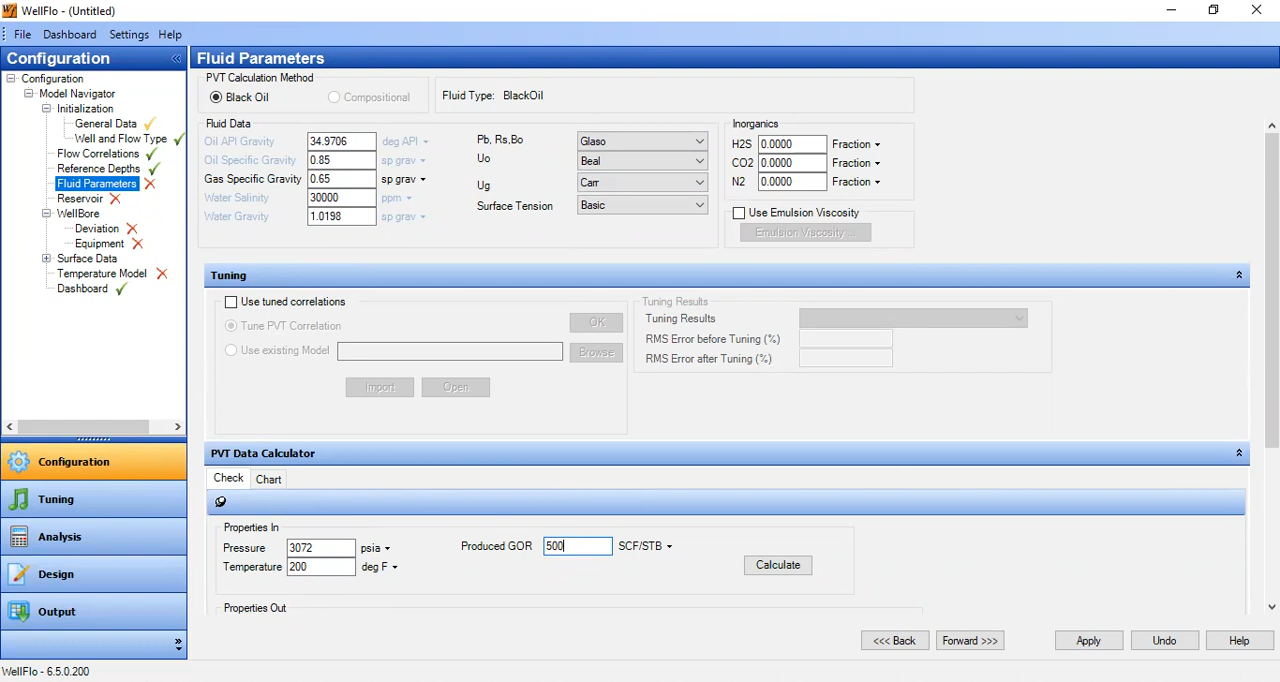 WellFlo - (Untitled)
File Dashboard Settings Help
Configuration «
Configuration
Model Navigator
Initialization
General Data
Well and Flow Type
Flow Correlations
Reference Depths
Fluid Parameters
Reservoir
WellBore
Deviation
Equipment
Surface Data
Temperature Model
Dashboard
Configuration
Tuning
Analysis
Design
Output
»
Fluid Parameters
PVT Calculation Method
Black Oil Compositional
Fluid Type: BlackOil
Fluid Data
Oil API Gravity 34.9706 deg API
Oil Specific Gravity 0.85 sp grav
Gas Specific Gravity 0.65 sp grav
Water Salinity 30000 ppm
Water Gravity 1.0198 sp grav
Pb, Rs,Bo Glaso
Uo Beal
Ug Carr
Surface Tension Basic
Inorganics
H2S 0.0000 Fraction
CO2 0.0000 Fraction
N2 0.0000 Fraction
Use Emulsion Viscosity
Emulsion Viscosity ...
Tuning
Use tuned correlations
Tune PVT Correlation OK
Use existing Model Browse
Import Open
Tuning Results
Tuning Results
RMS Error before Tuning (%)
RMS Error after Tuning (%)
PVT Data Calculator
Check Chart
Properties In
Pressure 3072 psia
Temperature 200 deg F
Produced GOR 500 SCF/STB
Calculate
Properties Out
<<< Back Forward >>> Apply Undo Help
WellFlo - 6.5.0.200